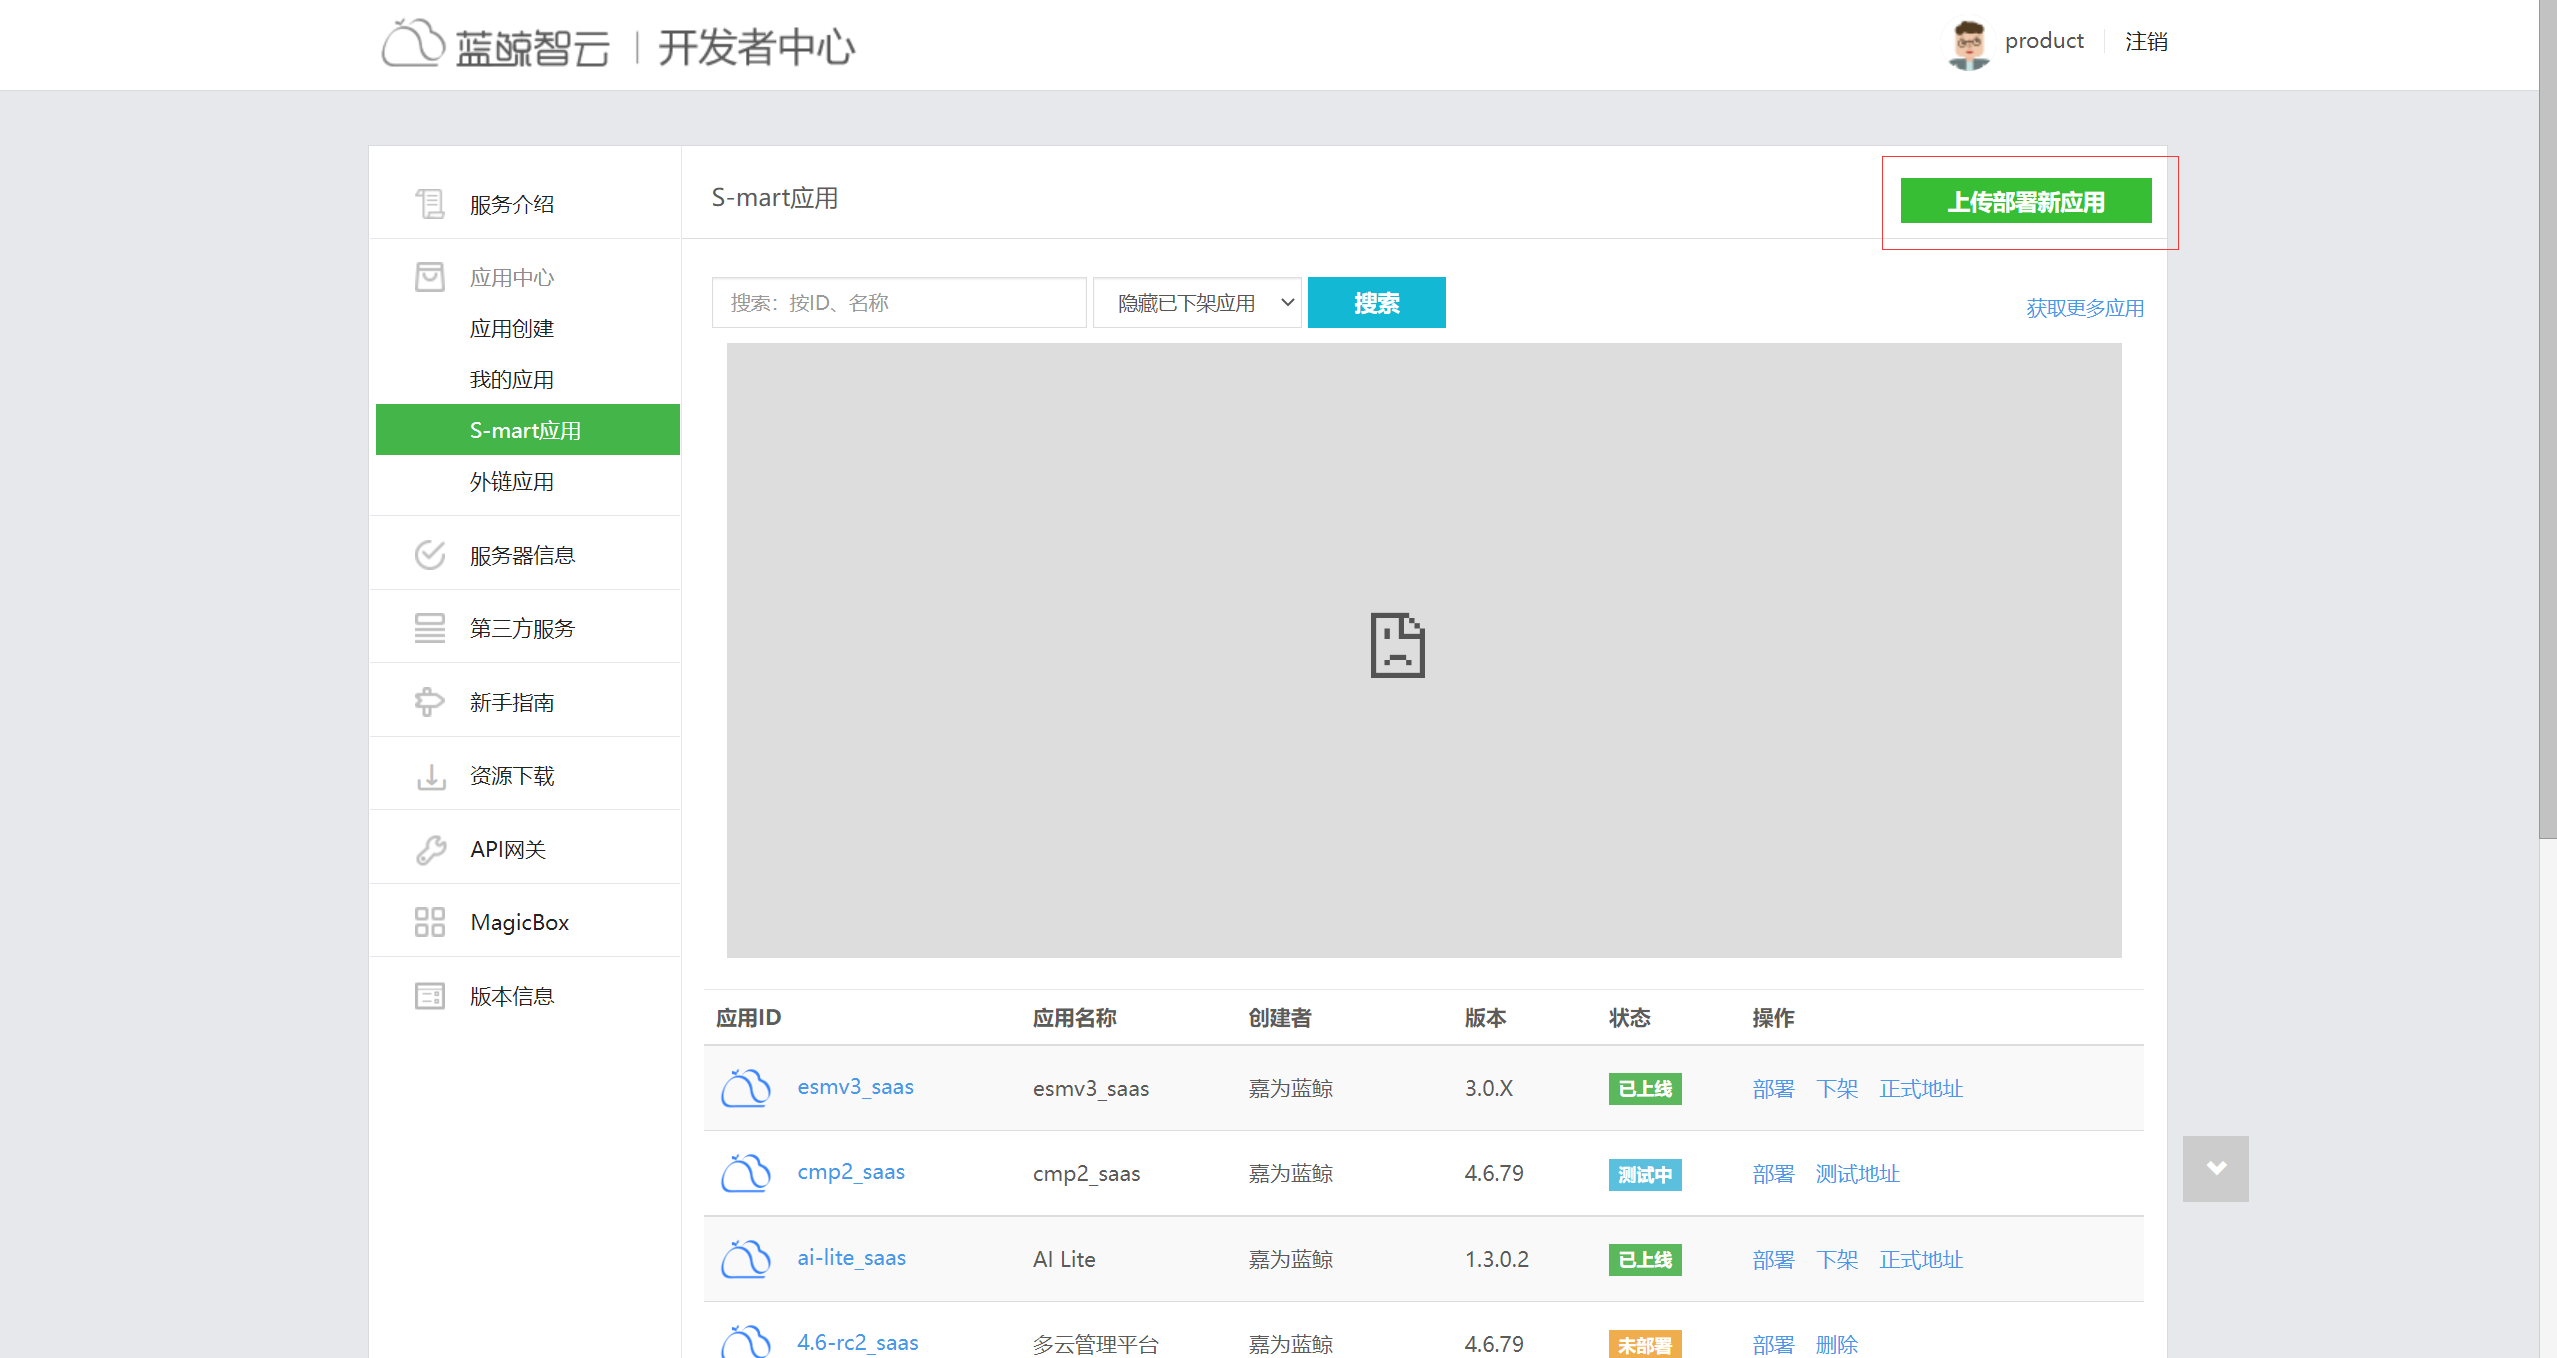 蓝鲸智云 | 开发者中心
product 注销
服务介绍
应用中心
应用创建
我的应用
S-mart应用
外链应用
服务器信息
第三方服务
新手指南
资源下载
API网关
MagicBox
版本信息
S-mart应用 上传部署新应用
搜索：按ID、名称 隐藏已下架应用 搜索 获取更多应用
应用ID 应用名称 创建者 版本 状态 操作
esmv3_saas esmv3_saas 嘉为蓝鲸 3.0.X 已上线 部署 下架 正式地址
cmp2_saas cmp2_saas 嘉为蓝鲸 4.6.79 测试中 部署 测试地址
ai-lite_saas AI Lite 嘉为蓝鲸 1.3.0.2 已上线 部署 下架 正式地址
4.6-rc2_saas 多云管理平台 嘉为蓝鲸 4.6.79 未部署 部署 删除